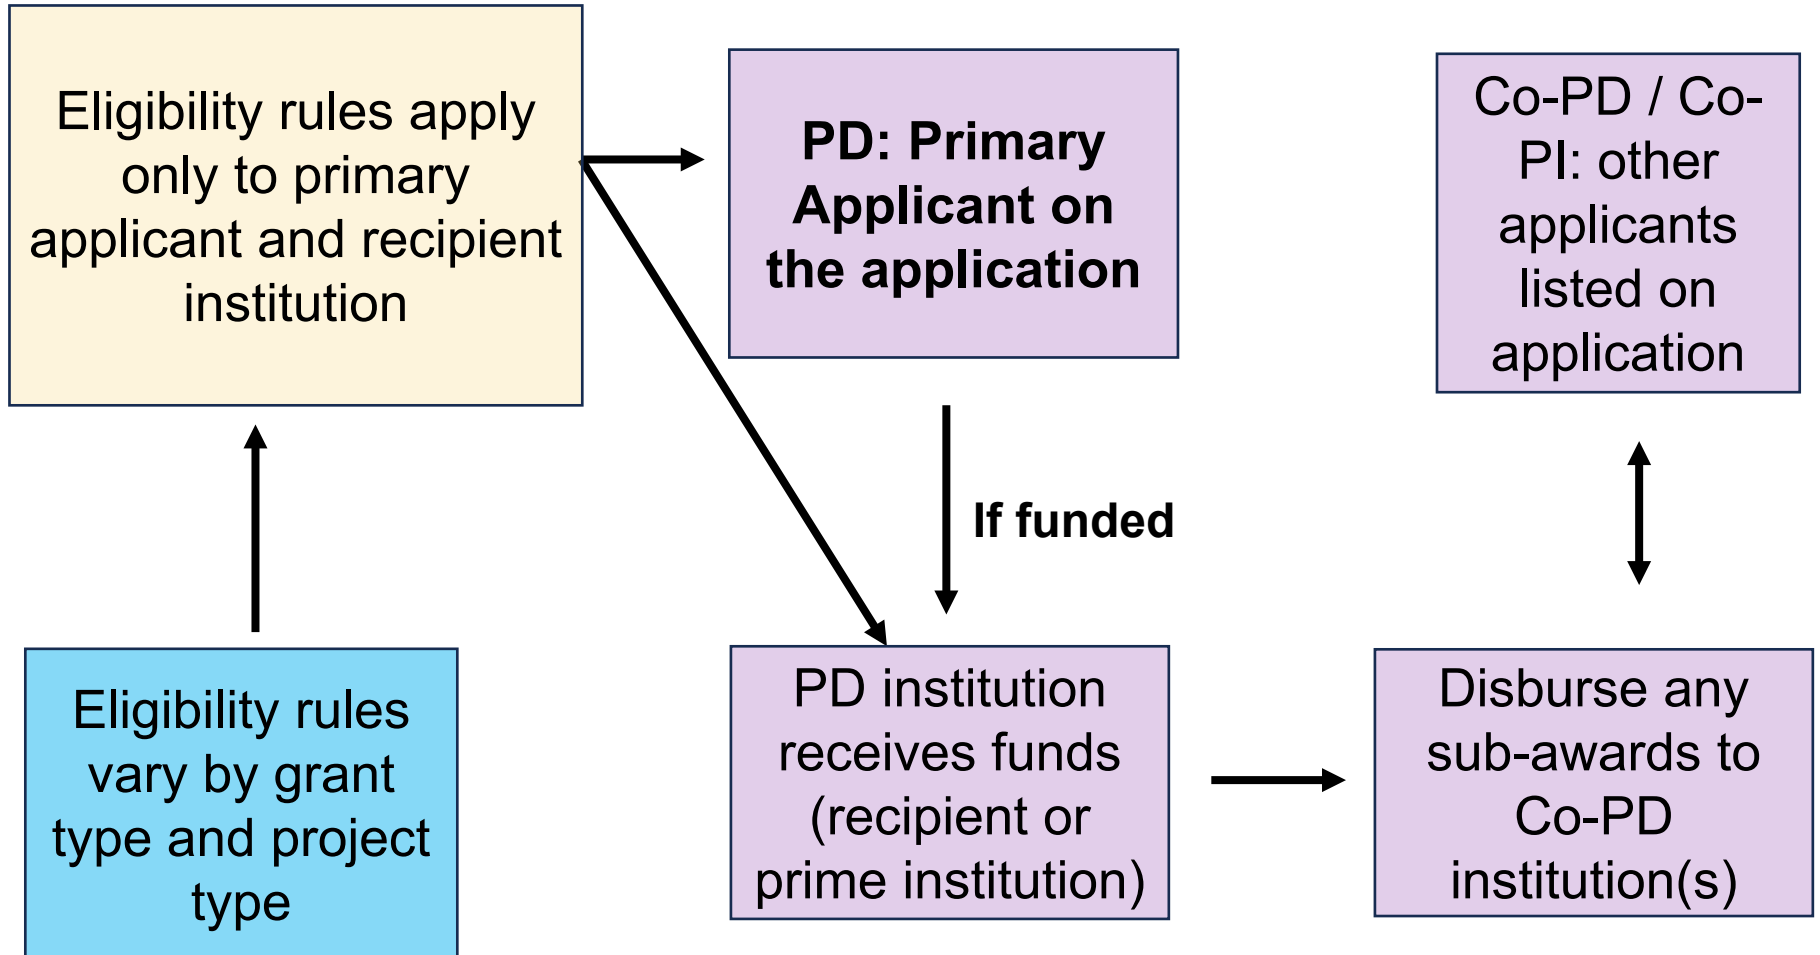 Eligibility rules apply
only to primary
applicant and recipient
institution
PD: Primary
Applicant on
the application
Co-PD / Co-
PI: other
applicants
listed on
application
If funded
Eligibility rules
vary by grant
type and project
type
PD institution
receives funds
(recipient or
prime institution)
Disburse any
sub-awards to
Co-PD
institution(s)